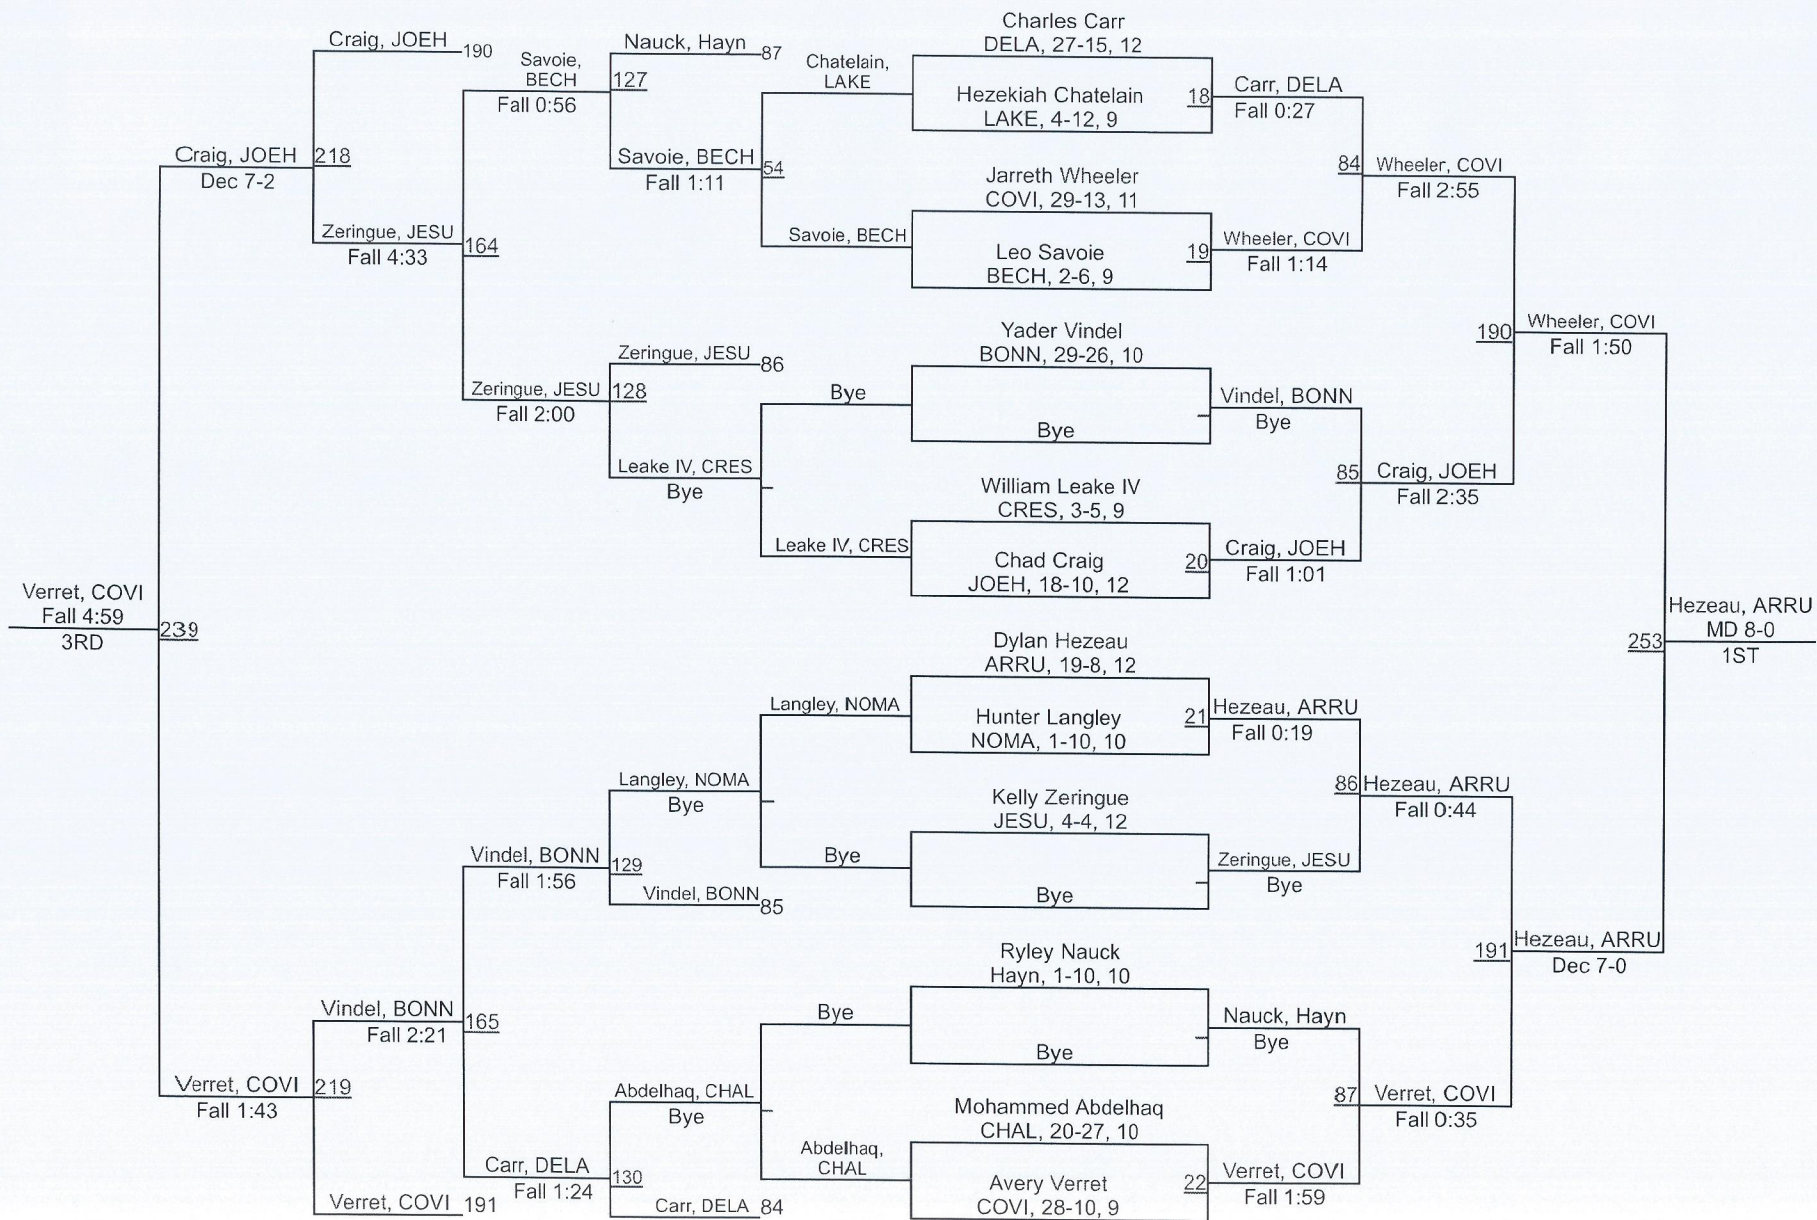 Charles Carr
DELA, 27-15, 12
Craig, JOEH
190
Nauck, Hayn
87
Savoie,
BECH
127
Fall 0:56
Chatelain,
LAKE
Hezekiah Chatelain
LAKE, 4-12, 9
18
Carr, DELA
Fall 0:27
Craig, JOEH
218
Dec 7-2
Savoie, BECH
54
Fall 1:11
84
Wheeler, COVI
Fall 2:55
Jarreth Wheeler
COVI, 29-13, 11
Zeringue, JESU
164
Fall 4:33
Savoie, BECH
Leo Savoie
BECH, 2-6, 9
19
Wheeler, COVI
Fall 1:14
Yader Vindel
BONN, 29-26, 10
190
Wheeler, COVI
Fall 1:50
Zeringue, JESU
86
Zeringue, JESU
128
Fall 2:00
Bye
Bye
Vindel, BONN
Bye
Leake IV, CRES
Bye
85
Craig, JOEH
Fall 2:35
William Leake IV
CRES, 3-5, 9
Leake IV, CRES
Chad Craig
JOEH, 18-10, 12
20
Craig, JOEH
Fall 1:01
Verret, COVI
Fall 4:59
239
3RD
Hezeau, ARRU
253
MD 8-0
1ST
Dylan Hezeau
ARRU, 19-8, 12
Langley, NOMA
Hunter Langley
NOMA, 1-10, 10
21
Hezeau, ARRU
Fall 0:19
Langley, NOMA
Bye
86
Hezeau, ARRU
Fall 0:44
Kelly Zeringue
JESU, 4-4, 12
Vindel, BONN
129
Fall 1:56
Bye
Bye
Zeringue, JESU
Bye
Vindel, BONN
85
191
Hezeau, ARRU
Dec 7-0
Ryley Nauck
Hayn, 1-10, 10
Vindel, BONN
165
Fall 2:21
Bye
Bye
Nauck, Hayn
Bye
Verret, COVI
219
Fall 1:43
Abdelhaq, CHAL
Bye
87
Verret, COVI
Fall 0:35
Mohammed Abdelhaq
CHAL, 20-27, 10
Carr, DELA
130
Fall 1:24
Abdelhaq,
CHAL
Avery Verret
COVI, 28-10, 9
22
Verret, COVI
Fall 1:59
Verret, COVI
191
Carr, DELA
84